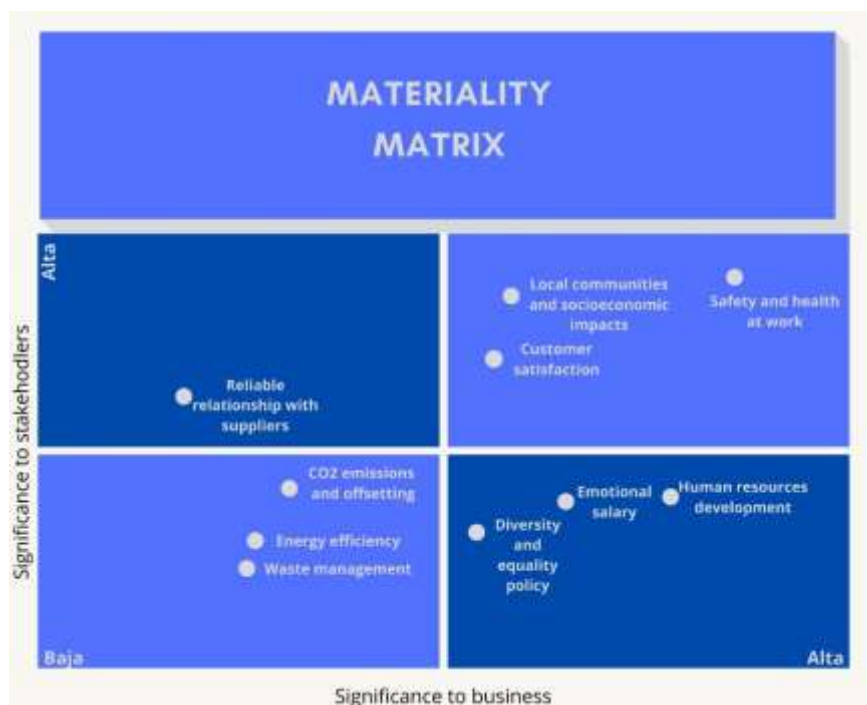 MATERIALITY
MATRIX
Alta
Local communities
and socioeconomic
impacts
Safety and health
at work
Customer
satisfaction
Reliable
relationship with
suppliers
Significance to stakehodlers
CO2 emissions
and offsetting
Energy efficiency
Waste management
Emotional
salary
Human resources
development
Diversity
and
equality
policy
Baja
Alta
Significance to business